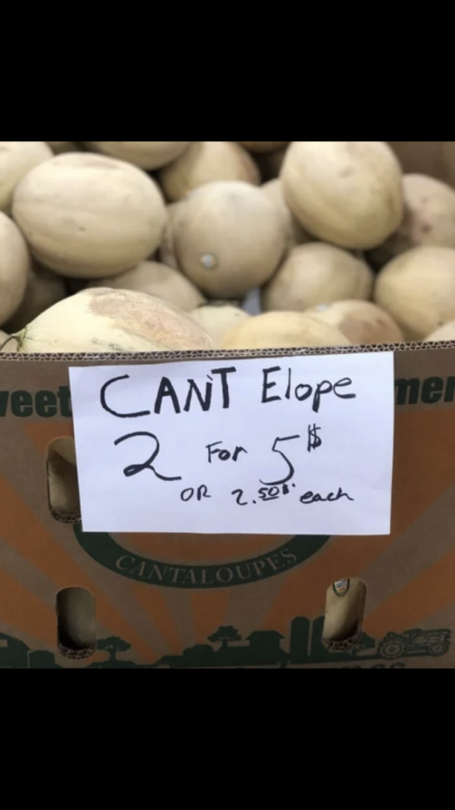 CANT Elope
2 For 5$
OR 2.50¢ each
CANTALOUPES